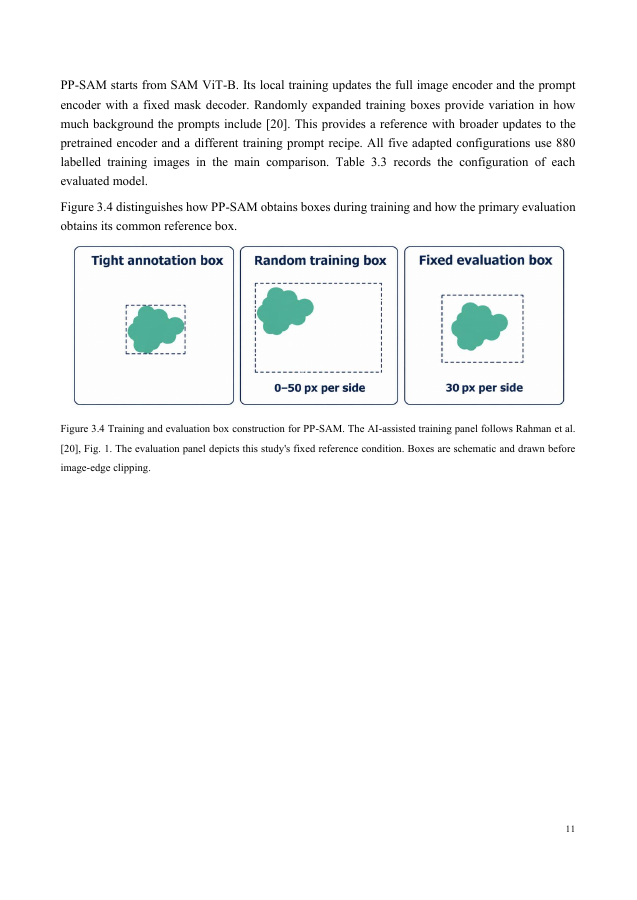 PP-SAM starts from SAM ViT-B. Its local training updates the full image encoder and the prompt
encoder with a fixed mask decoder. Randomly expanded training boxes provide variation in how
much background the prompts include [20]. This provides a reference with broader updates to the
pretrained encoder and a different training prompt recipe. All five adapted configurations use 880
labelled training images in the main comparison. Table 3.3 records the configuration of each
evaluated model.
Figure 3.4 distinguishes how PP-SAM obtains boxes during training and how the primary evaluation
obtains its common reference box.
Tight annotation box
Random training box
0–50 px per side
Fixed evaluation box
30 px per side
Figure 3.4 Training and evaluation box construction for PP-SAM. The AI-assisted training panel follows Rahman et al.
[20], Fig. 1. The evaluation panel depicts this study's fixed reference condition. Boxes are schematic and drawn before
image-edge clipping.
11